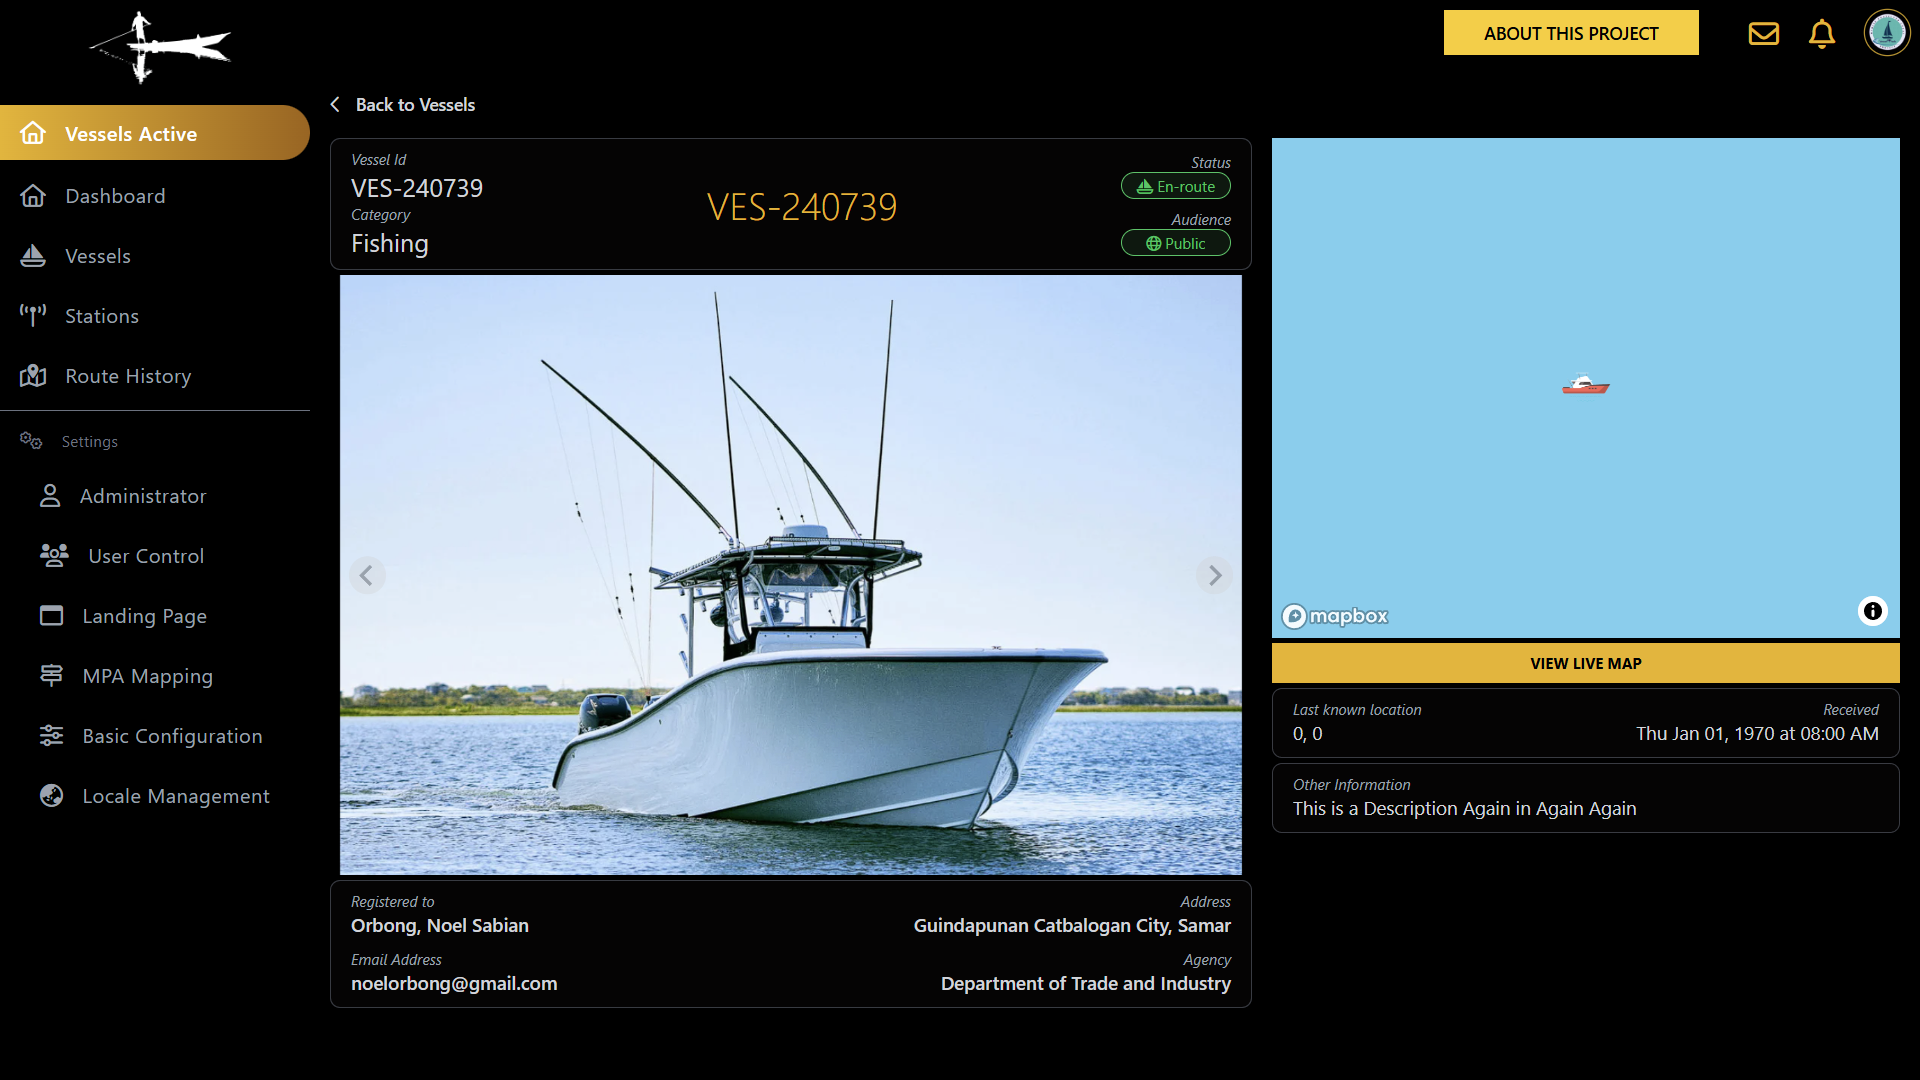 ABOUT THIS PROJECT
Vessels Active
Dashboard
Vessels
Stations
Route History
Settings
Administrator
User Control
Landing Page
MPA Mapping
Basic Configuration
Locale Management
Back to Vessels
Vessel Id
VES-240739
Category
Fishing
VES-240739
Status
En-route
Audience
Public
Registered to
Orbong, Noel Sabian
Address
Guindapunan Catbalogan City, Samar
Email Address
noelorbong@gmail.com
Agency
Department of Trade and Industry
mapbox
VIEW LIVE MAP
Last known location
0, 0
Received
Thu Jan 01, 1970 at 08:00 AM
Other Information
This is a Description Again in Again Again